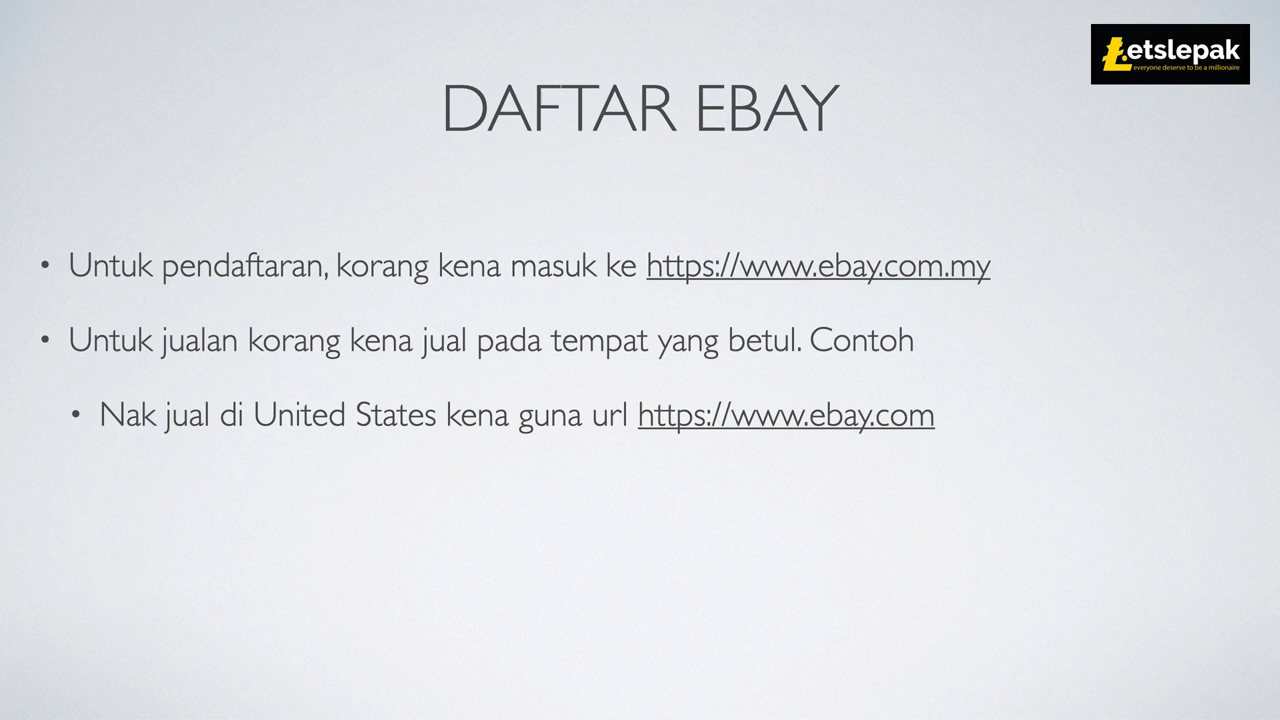 Łetslepak
everyone deserve to be a millionaire
DAFTAR EBAY
• Untuk pendaftaran, korang kena masuk ke https://www.ebay.com.my
• Untuk jualan korang kena jual pada tempat yang betul. Contoh
• Nak jual di United States kena guna url https://www.ebay.com